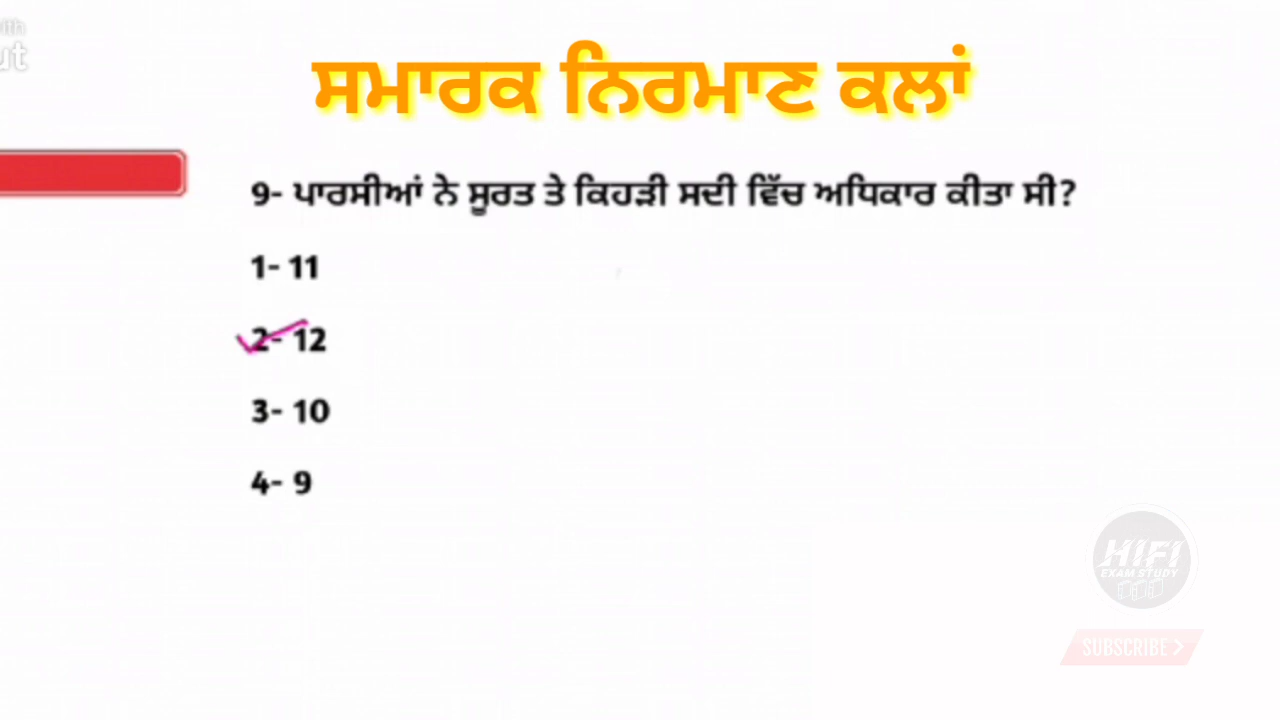 ਸਮਾਰਕ ਨਿਰਮਾਣ ਕਲਾਂ
9- ਪਾਰਸੀਆਂ ਨੇ ਸੂਰਤ ਤੇ ਕਿਹੜੀ ਸਦੀ ਵਿੱਚ ਅਧਿਕਾਰ ਕੀਤਾ ਸੀ?
1- 11
2- 12
3- 10
4- 9
HIFI
EXAM STUDY
SUBSCRIBE